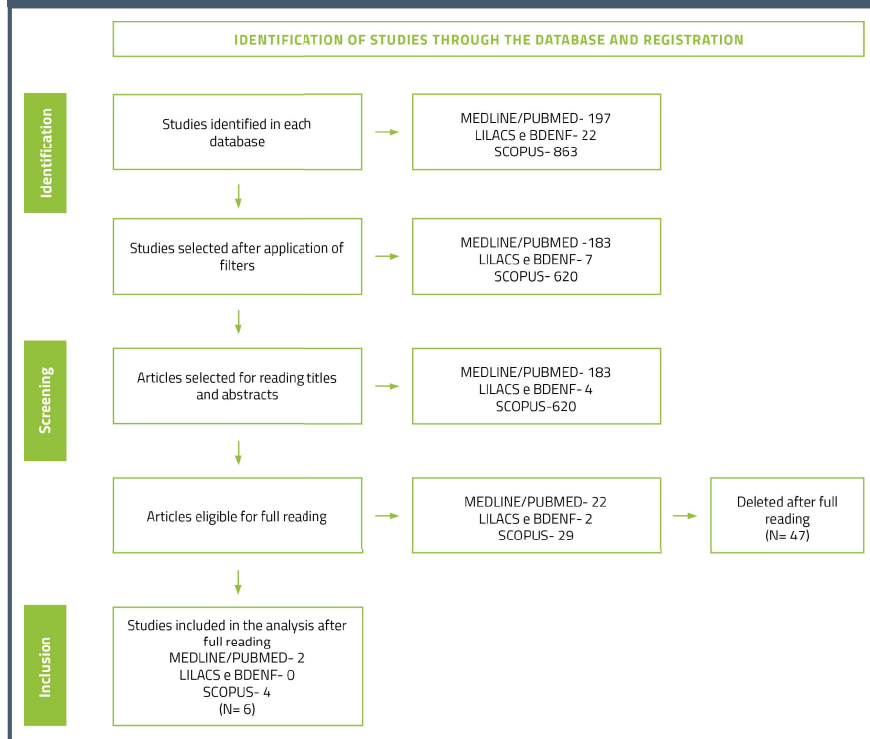 IDENTIFICATION OF STUDIES THROUGH THE DATABASE AND REGISTRATION
Identification
Studies identified in each
database
MEDLINE/PUBMED- 197
LILACS e BDENF- 22
SCOPUS- 863
Studies selected after application of
filters
MEDLINE/PUBMED -183
LILACS e BDENF- 7
SCOPUS- 620
Screening
Articles selected for reading titles
and abstracts
MEDLINE/PUBMED- 183
LILACS e BDENF- 4
SCOPUS-620
Articles eligible for full reading
MEDLINE/PUBMED- 22
LILACS e BDENF- 2
SCOPUS- 29
Deleted after full
reading
(N= 47)
Inclusion
Studies included in the analysis after
full reading
MEDLINE/PUBMED- 2
LILACS e BDENF- 0
SCOPUS- 4
(N= 6)